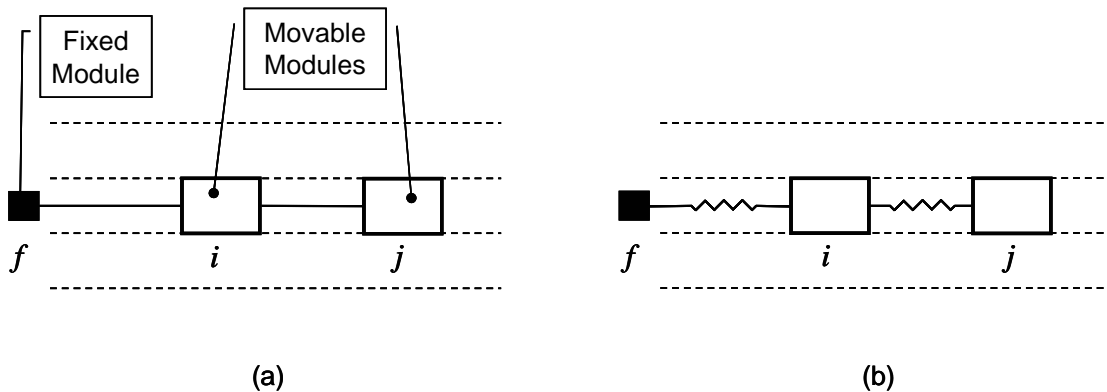 Fixed
Module
Movable
Modules
f
i
j
f
i
j
(a)
(b)